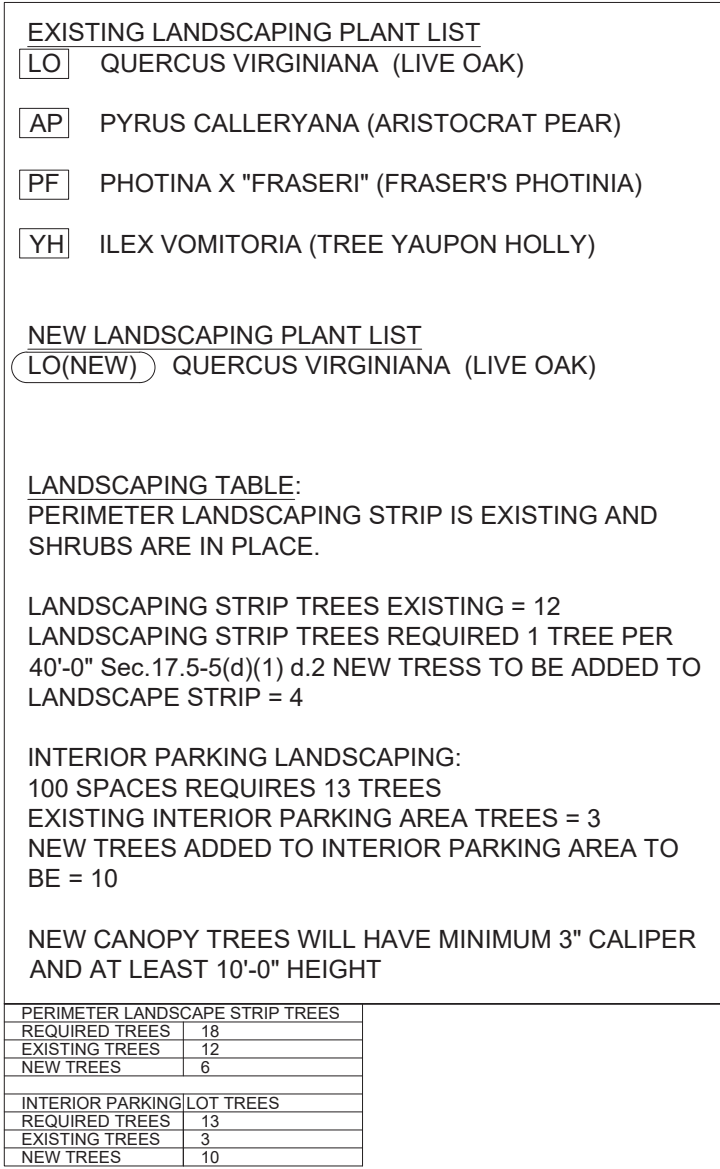 EXISTING LANDSCAPING PLANT LIST
LO QUERCUS VIRGINIANA (LIVE OAK)
AP PYRUS CALLERYANA (ARISTOCRAT PEAR)
PF PHOTINA X "FRASERI" (FRASER'S PHOTINIA)
YH ILEX VOMITORIA (TREE YAUPON HOLLY)
NEW LANDSCAPING PLANT LIST
LO(NEW) QUERCUS VIRGINIANA (LIVE OAK)
LANDSCAPING TABLE:
PERIMETER LANDSCAPING STRIP IS EXISTING AND
SHRUBS ARE IN PLACE.
LANDSCAPING STRIP TREES EXISTING = 12
LANDSCAPING STRIP TREES REQUIRED 1 TREE PER
40'-0" Sec.17.5-5(d)(1) d.2 NEW TRESS TO BE ADDED TO
LANDSCAPE STRIP = 4
INTERIOR PARKING LANDSCAPING:
100 SPACES REQUIRES 13 TREES
EXISTING INTERIOR PARKING AREA TREES = 3
NEW TREES ADDED TO INTERIOR PARKING AREA TO
BE = 10
NEW CANOPY TREES WILL HAVE MINIMUM 3" CALIPER
AND AT LEAST 10'-0" HEIGHT
PERIMETER LANDSCAPE STRIP TREES
REQUIRED TREES 18
EXISTING TREES 12
NEW TREES 6
INTERIOR PARKING LOT TREES
REQUIRED TREES 13
EXISTING TREES 3
NEW TREES 10